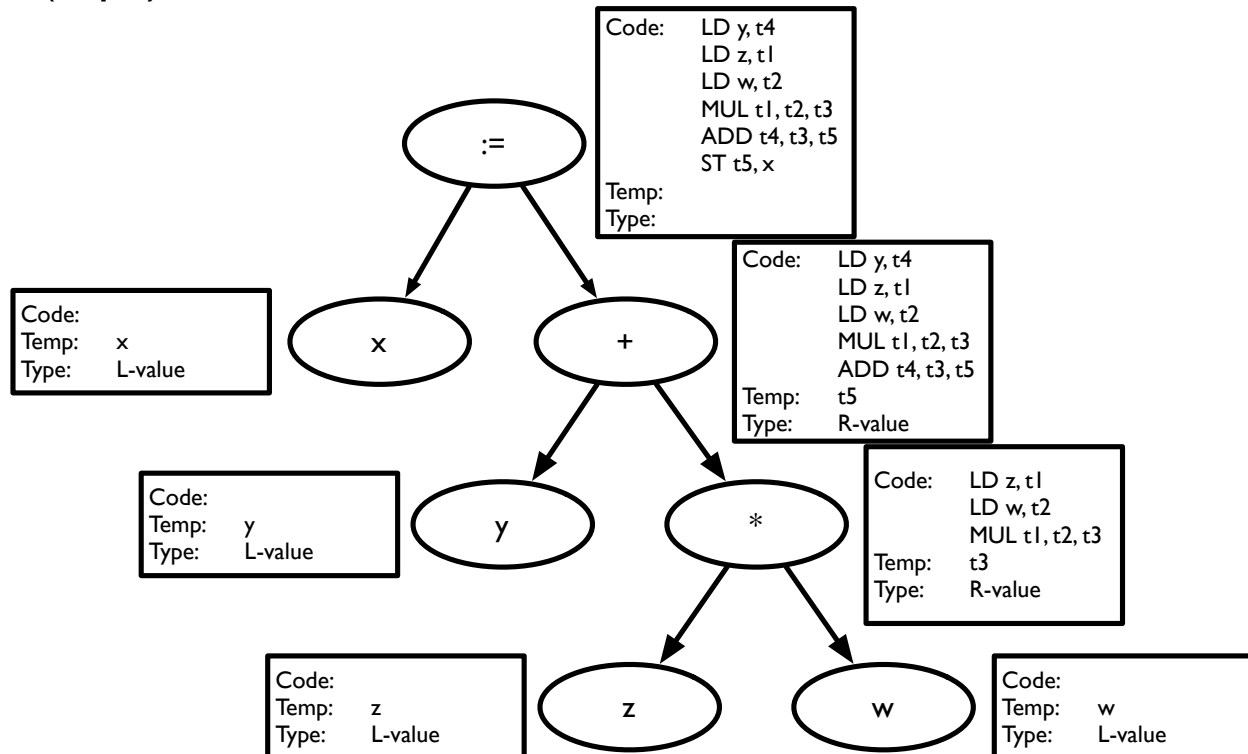 Code: LD y, t4
LD z, t1
LD w, t2
MUL t1, t2, t3
ADD t4, t3, t5
ST t5, x
Temp:
Type:
:=
Code: LD y, t4
LD z, t1
LD w, t2
MUL t1, t2, t3
ADD t4, t3, t5
Temp: t5
Type: R-value
Code:
Temp: x
Type: L-value
x
+
Code: LD z, t1
LD w, t2
MUL t1, t2, t3
Temp: t3
Type: R-value
Code:
Temp: y
Type: L-value
y
*
Code:
Temp: z
Type: L-value
z
w
Code:
Temp: w
Type: L-value